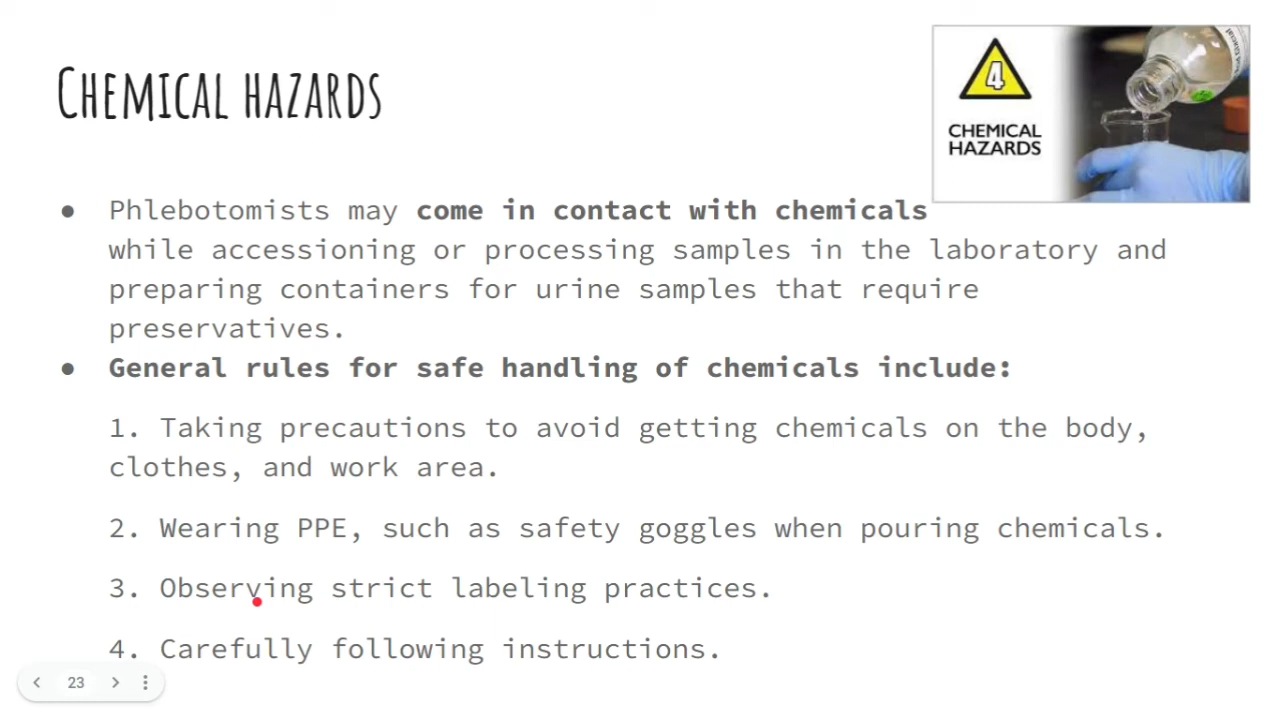 CHEMICAL HAZARDS
4
CHEMICAL
HAZARDS
● Phlebotomists may come in contact with chemicals
while accessioning or processing samples in the laboratory and
preparing containers for urine samples that require
preservatives.
● General rules for safe handling of chemicals include:
1. Taking precautions to avoid getting chemicals on the body,
clothes, and work area.
2. Wearing PPE, such as safety goggles when pouring chemicals.
3. Observing strict labeling practices.
4. Carefully following instructions.
23